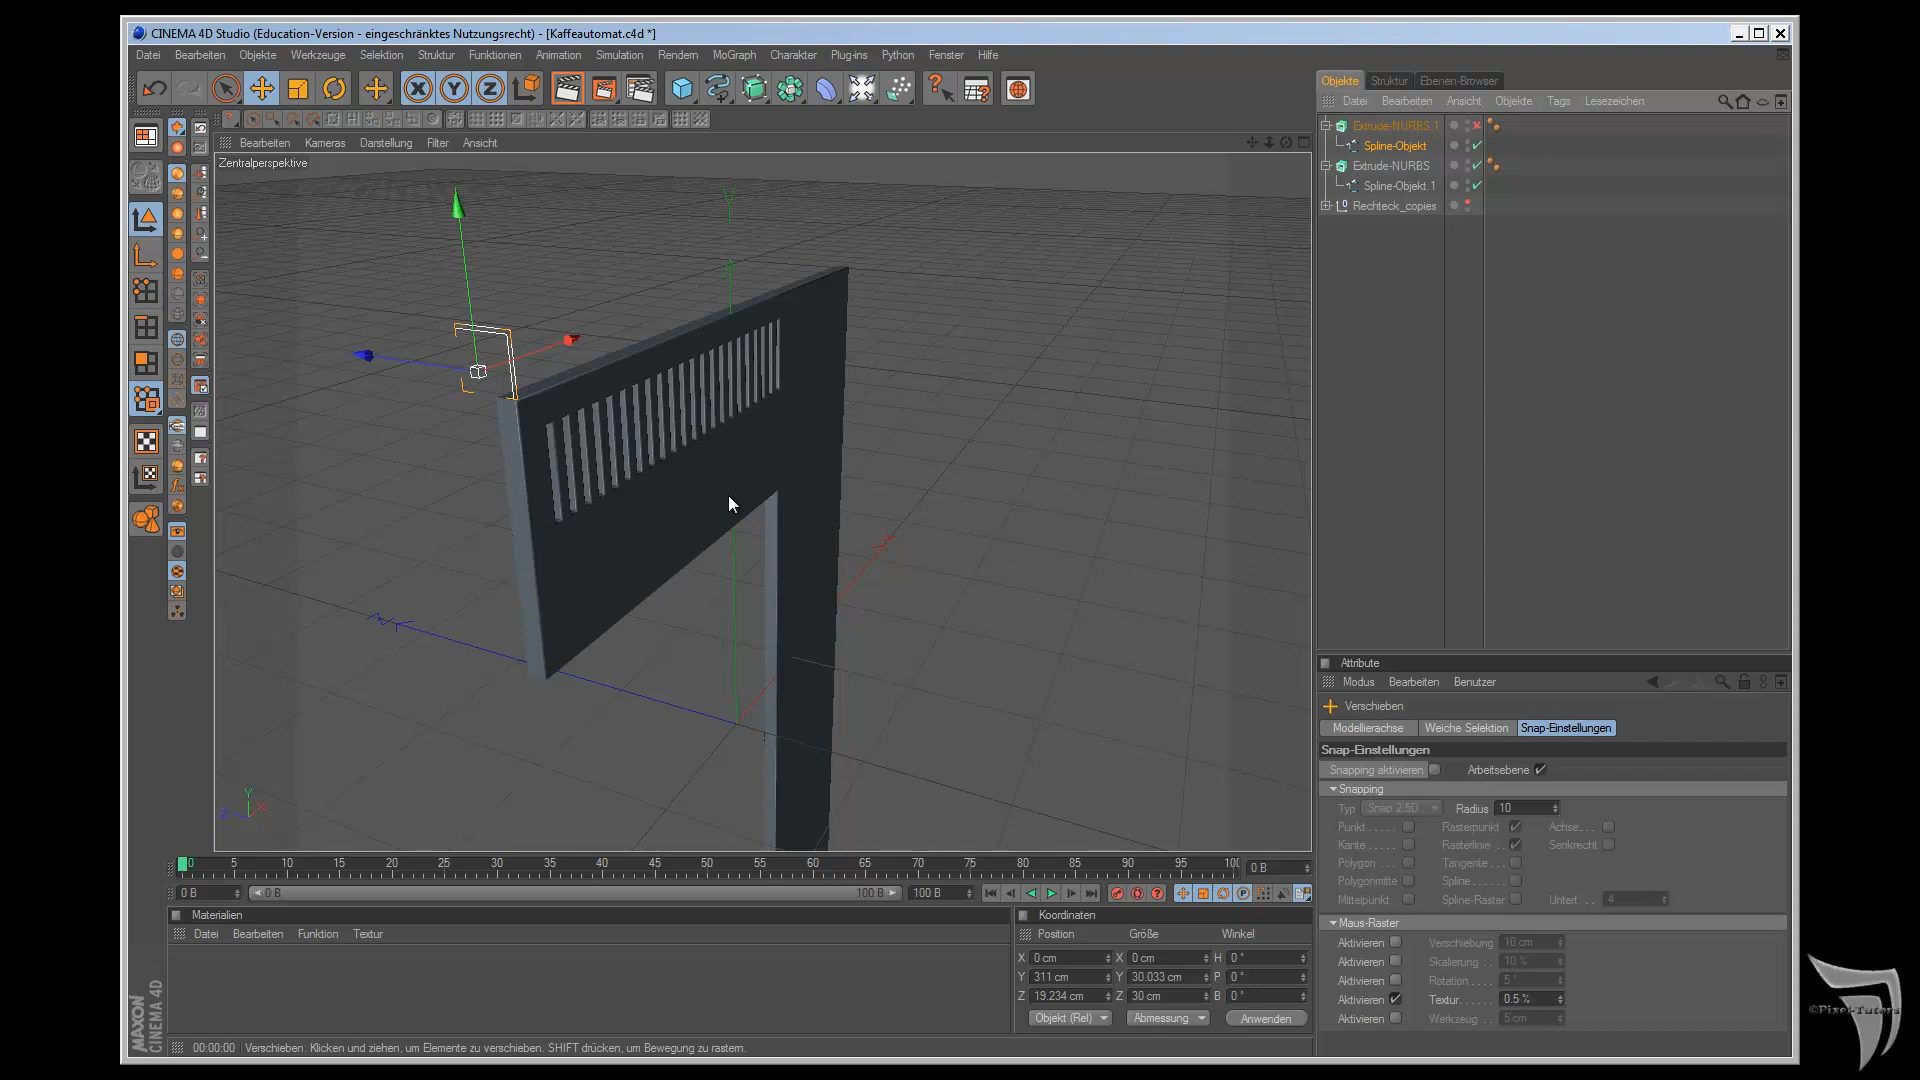 CINEMA 4D Studio (Education-Version - eingeschränktes Nutzungsrecht) - [Kaffeautomat.c4d *]
Datei Bearbeiten Objekte Werkzeuge Selektion Struktur Funktionen Animation Simulation Rendern MoGraph Charakter Plug-ins Python Fenster Hilfe
Objekte Struktur Ebenen-Browser
Datei Bearbeiten Ansicht Objekte Tags Lesezeichen
Extrude-NURBS.1
Spline-Objekt
Extrude-NURBS
Spline-Objekt.1
Rechteck_copies
Bearbeiten Kameras Darstellung Filter Ansicht
Zentralperspektive
Attribute
Modus Bearbeiten Benutzer
Verschieben
Modellierachse Weiche Selektion Snap-Einstellungen
Snap-Einstellungen
Snapping aktivieren Arbeitsebene
Snapping
Typ Snap 2.5D Radius 10
Punkt Rasterpunkt Achse
Kante Rasterlinie Senkrecht
Polygon Tangente
Polygonmitte Spline
Mittelpunkt Spline-Raster Untert. 4
Maus-Raster
Aktivieren Verschiebung 10 cm
Aktivieren Skalierung 10 %
Aktivieren Rotation 5 °
Aktivieren Textur 0.5 %
Aktivieren Werkzeug 5 cm
0 5 10 15 20 25 30 35 40 45 50 55 60 65 70 75 80 85 90 95 100 0 B
0 B 0 B 100 B 100 B
Materialien
Datei Bearbeiten Funktion Textur
Koordinaten
Position Größe Winkel
X 0 cm X 0 cm H 0 °
Y 311 cm Y 30.033 cm P 0 °
Z 19.234 cm Z 30 cm B 0 °
Objekt (Rel) Abmessung Anwenden
MAXON CINEMA 4D
00:00:00 Verschieben: Klicken und ziehen, um Elemente zu verschieben. SHIFT drücken, um Bewegung zu rastern.
©Pixel-Tutors